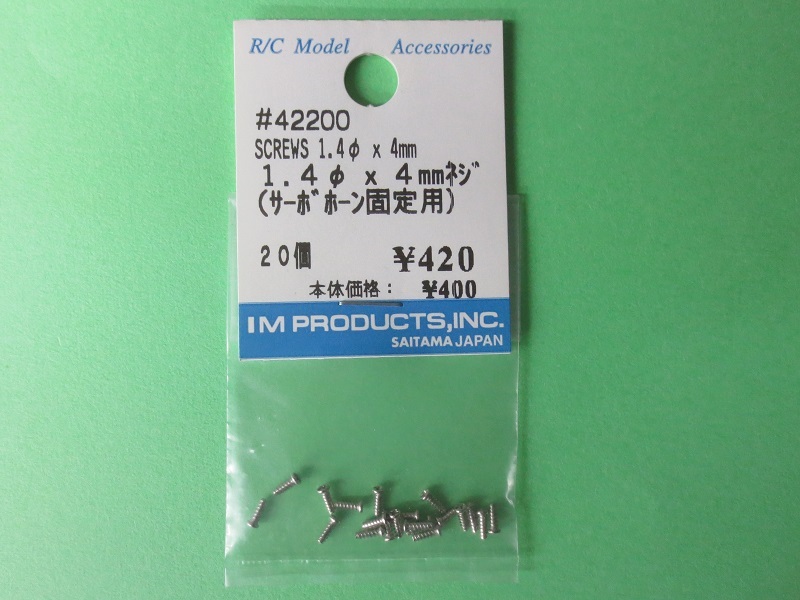 R/C Model Accessories
#42200
SCREWS 1.4φ x 4mm
1.4φ x 4mmﾈｼﾞ
(サーボホーン固定用)
20個 ¥420
本体価格: ¥400
IM PRODUCTS,INC.
SAITAMA JAPAN